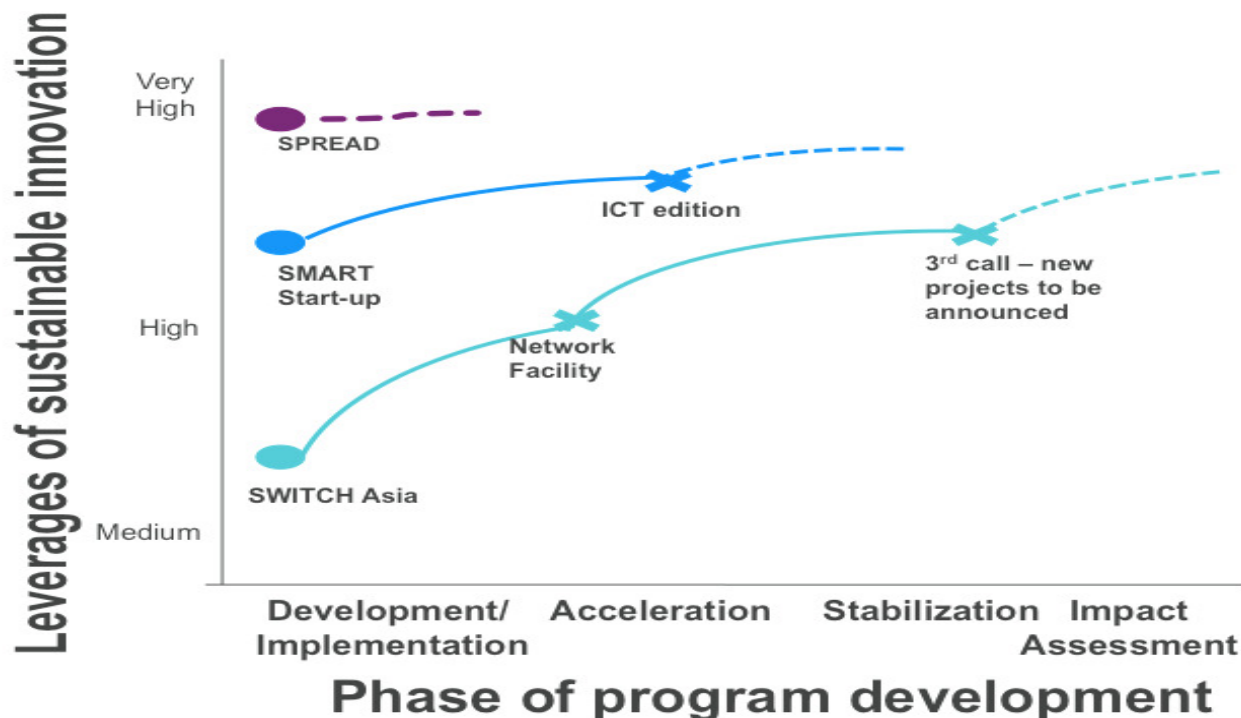 Leverages of sustainable innovation
Very
High
High
Medium
SPREAD
SMART
Start-up
ICT edition
SWITCH Asia
Network
Facility
3rd call – new
projects to be
announced
Development/
Implementation
Acceleration
Stabilization
Impact
Assessment
Phase of program development